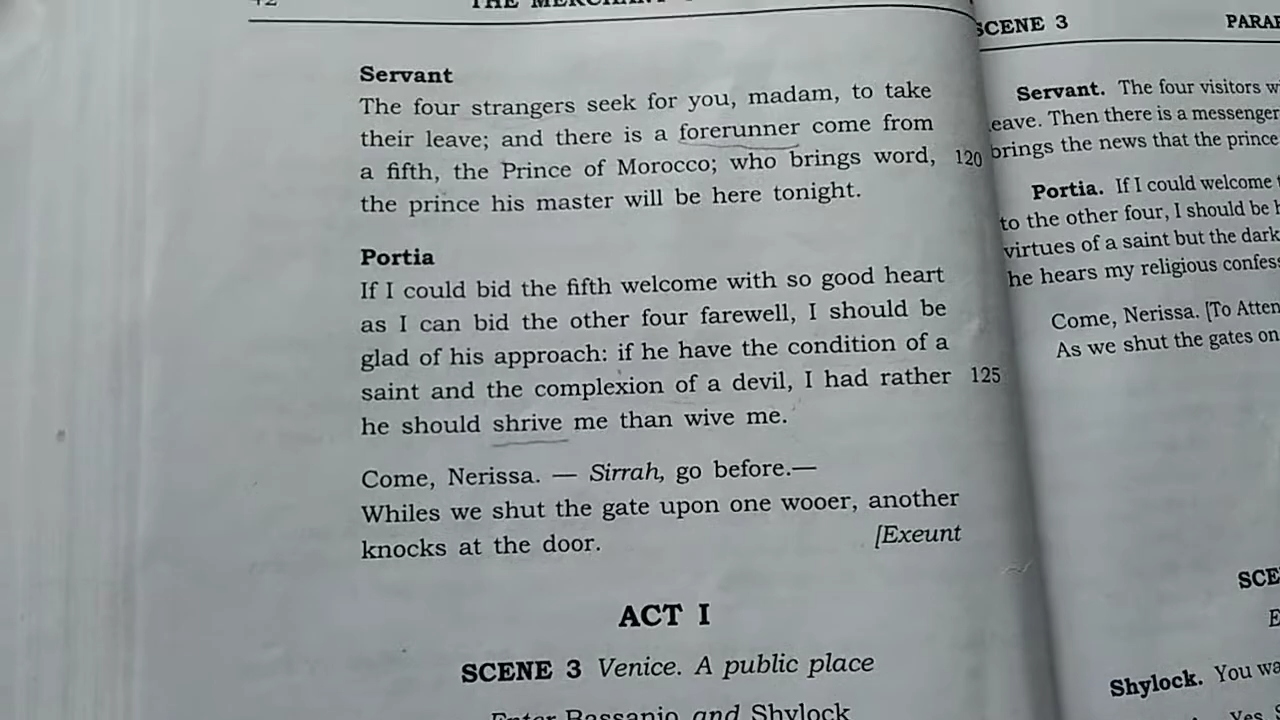 42 THE MERCHANT
Servant
The four strangers seek for you, madam, to take
their leave; and there is a forerunner come from
a fifth, the Prince of Morocco; who brings word, 120
the prince his master will be here tonight.
Portia
If I could bid the fifth welcome with so good heart
as I can bid the other four farewell, I should be
glad of his approach: if he have the condition of a
saint and the complexion of a devil, I had rather 125
he should shrive me than wive me.
Come, Nerissa. — Sirrah, go before.—
Whiles we shut the gate upon one wooer, another
knocks at the door. [Exeunt
ACT I
SCENE 3 Venice. A public place
Enter Bassanio and Shylock
SCENE 3
Servant. The four visitors
leave. Then there is a messenger
brings the news that the prince
Portia. If I could welcome
to the other four, I should be
virtues of a saint but the dark
he hears my religious
Come, Nerissa. [To
As we shut the gates on
Shylock. You
Yes